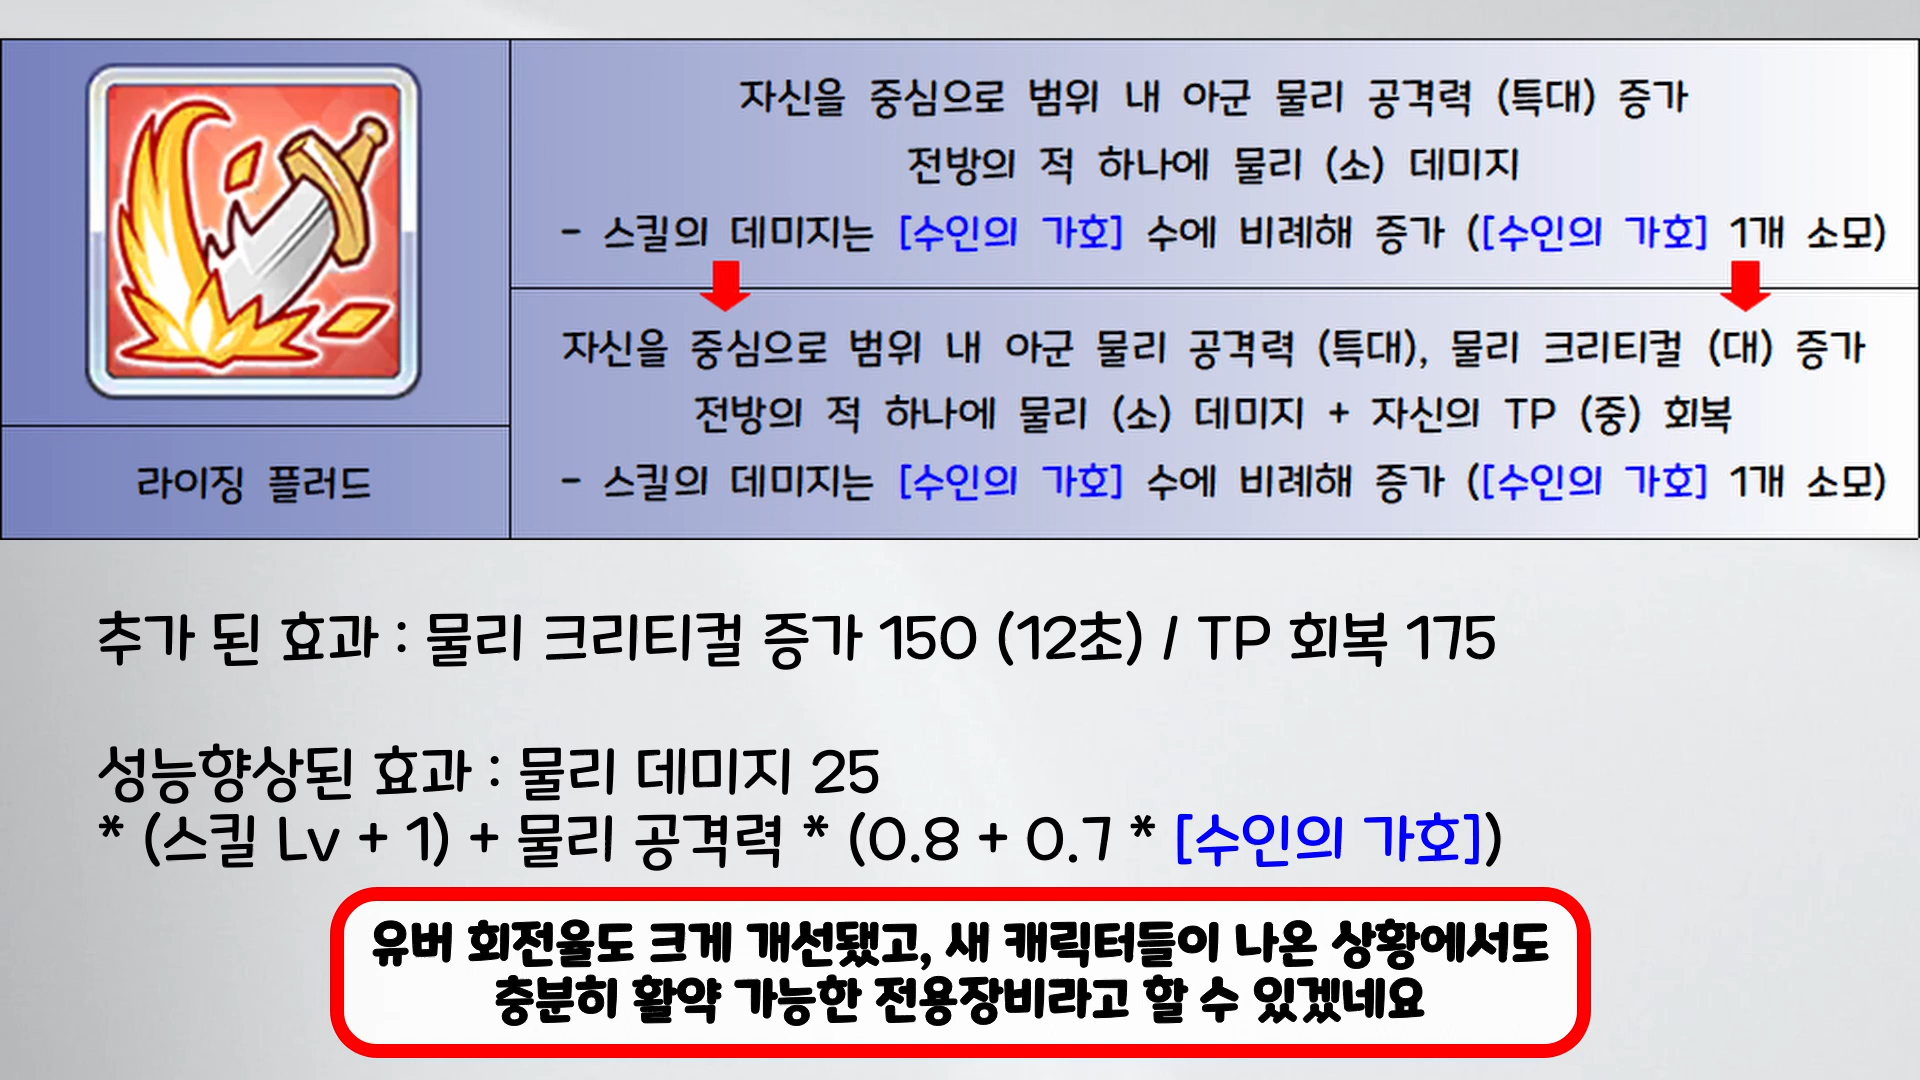 자신을 중심으로 범위 내 아군 물리 공격력 (특대) 증가
전방의 적 하나에 물리 (소) 데미지
- 스킬의 데미지는 [수인의 가호] 수에 비례해 증가 ([수인의 가호] 1개 소모)
자신을 중심으로 범위 내 아군 물리 공격력 (특대), 물리 크리티컬 (대) 증가
전방의 적 하나에 물리 (소) 데미지 + 자신의 TP (중) 회복
- 스킬의 데미지는 [수인의 가호] 수에 비례해 증가 ([수인의 가호] 1개 소모)
라이징 플러드
추가 된 효과 : 물리 크리티컬 증가 150 (12초) / TP 회복 175
성능향상된 효과 : 물리 데미지 25
* (스킬 Lv + 1) + 물리 공격력 * (0.8 + 0.7 * [수인의 가호])
유버 회전율도 크게 개선됐고, 새 캐릭터들이 나온 상황에서도
충분히 활약 가능한 전용장비라고 할 수 있겠네요